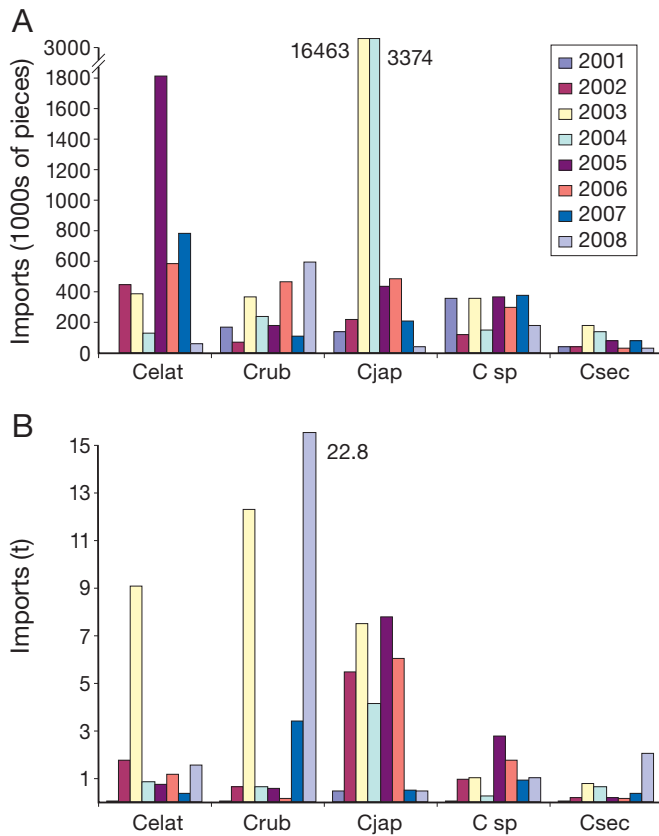 A
Imports (1000s of pieces)
3000
1800
1600
1400
1200
1000
800
600
400
200
0
16463
3374
2001
2002
2003
2004
2005
2006
2007
2008
Celat
Crub
Cjap
C sp
Csec
B
Imports (t)
15
13
11
9
7
5
3
1
22.8
Celat
Crub
Cjap
C sp
Csec